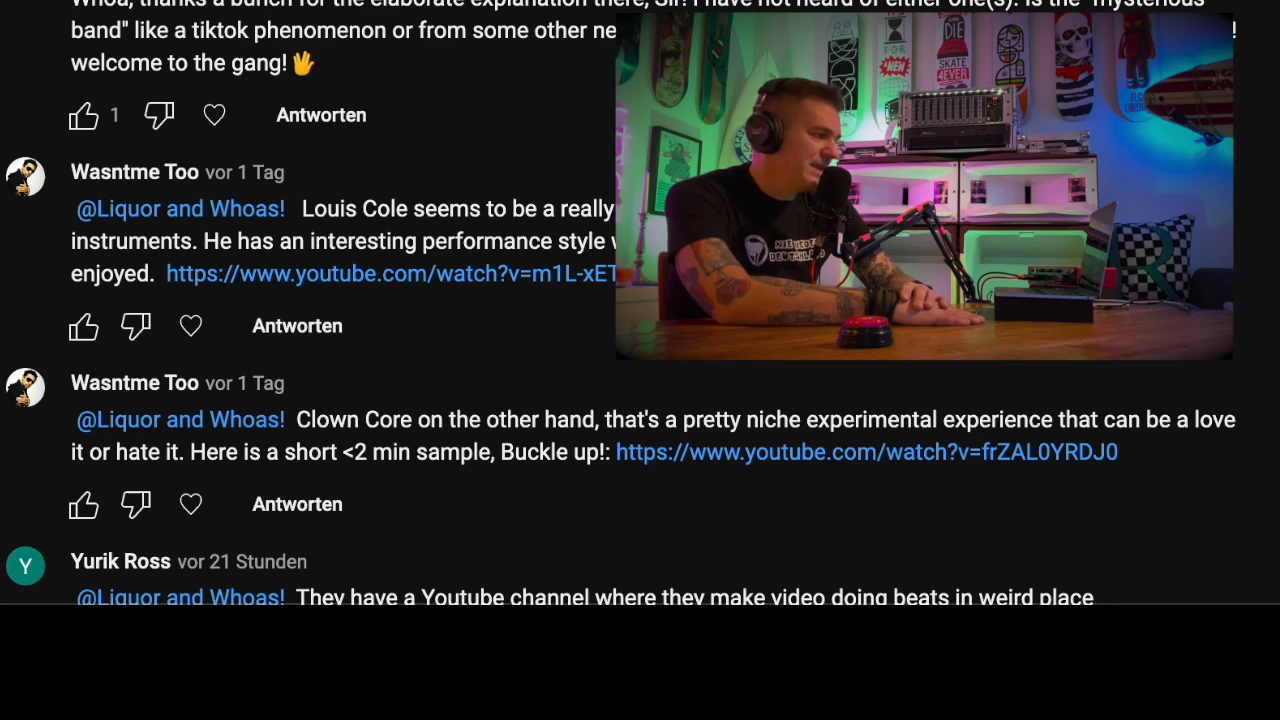 Whoa, thanks a bunch for the elaborate explanation there, Sir! I have not heard of either one(s). Is the "mysterious
band" like a tiktok phenomenon or from some other ne !
welcome to the gang!🖖
1 Antworten
Wasntme Too vor 1 Tag
@Liquor and Whoas! Louis Cole seems to be a really
instruments. He has an interesting performance style
enjoyed. https://www.youtube.com/watch?v=m1L-xET
Antworten
Wasntme Too vor 1 Tag
@Liquor and Whoas! Clown Core on the other hand, that's a pretty niche experimental experience that can be a love
it or hate it. Here is a short <2 min sample, Buckle up!: https://www.youtube.com/watch?v=frZAL0YRDJ0
Antworten
Y
Yurik Ross vor 21 Stunden
@Liquor and Whoas! They have a Youtube channel where they make video doing beats in weird place
FOR
NEW
DIE
SKATE
4EVER
NIE WIEDER
DEUTSCHLAND
R